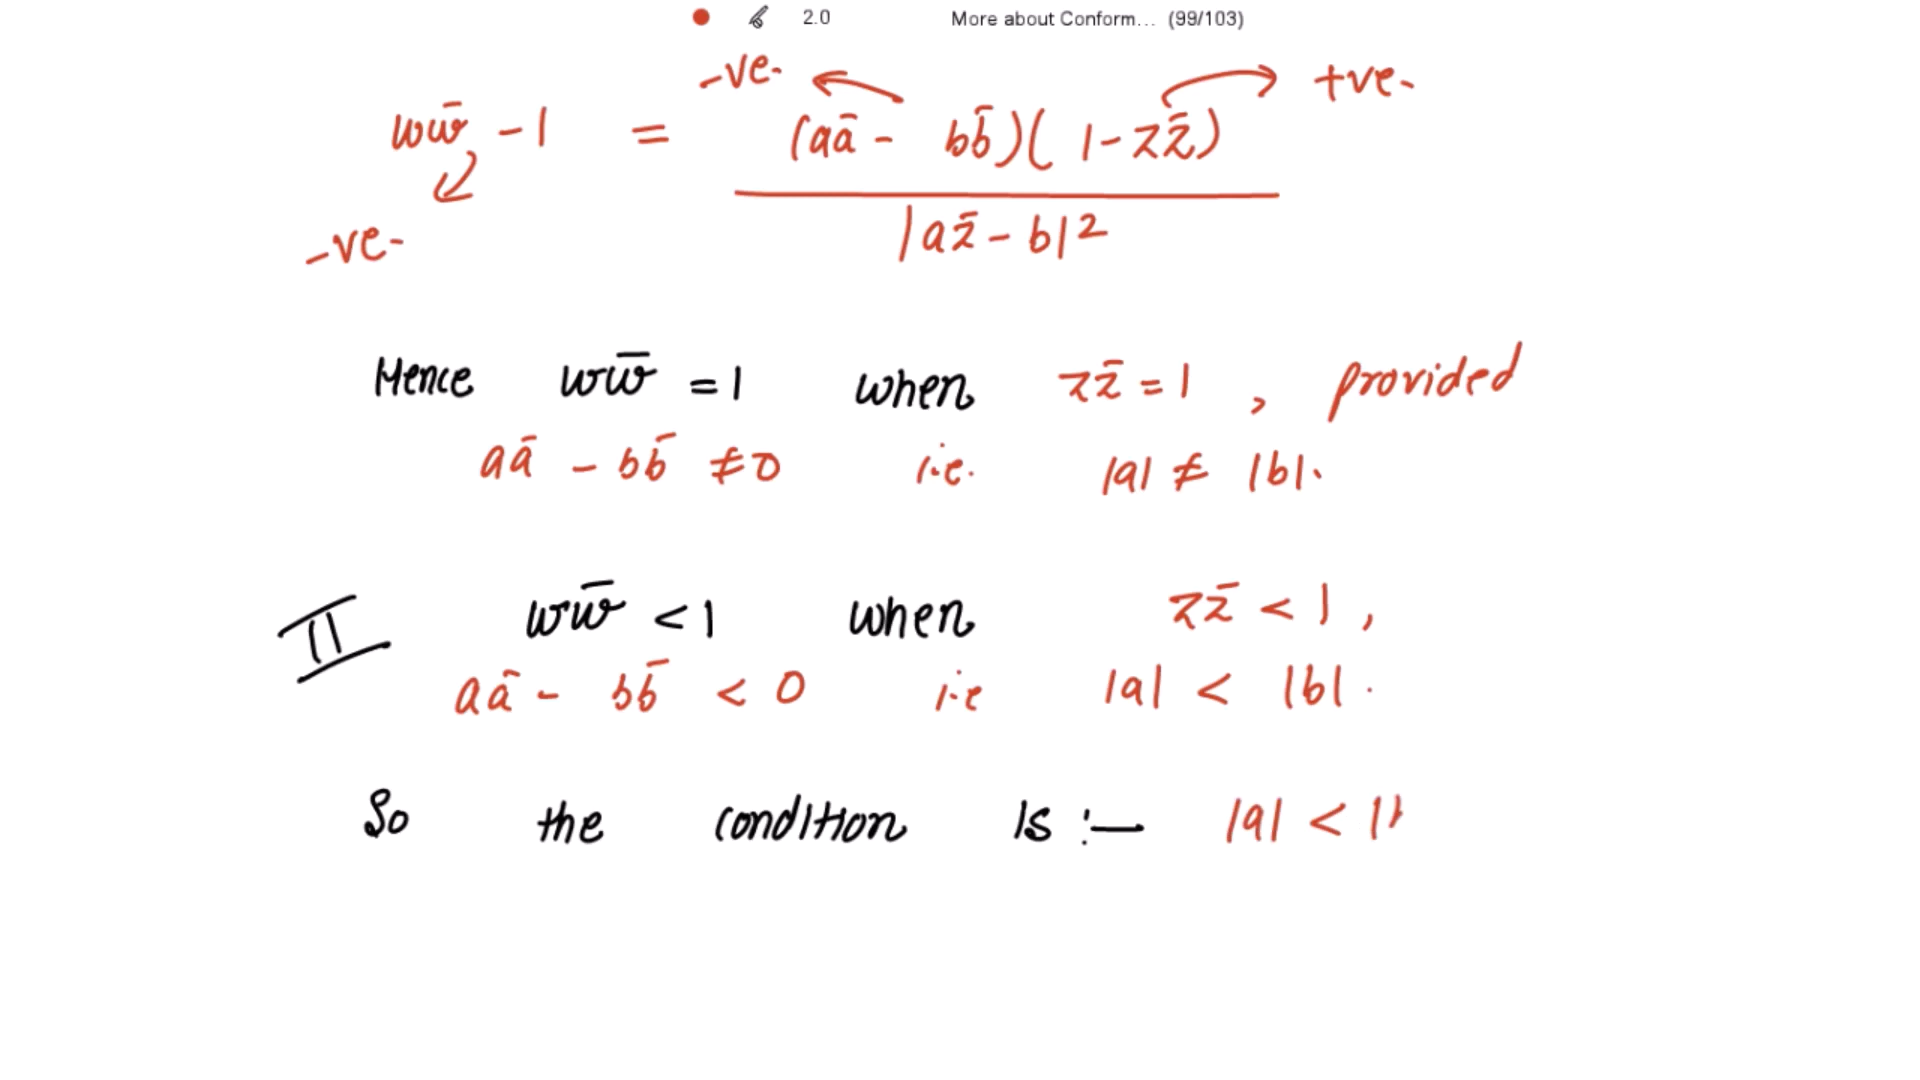 2.0 More about Conform... (99/103)
-ve. +ve.
ww̄ - 1 = (aā - bb̄)(1 - zz̄)
|az̄ - b|²
-ve-
Hence ww̄ = 1 when zz̄ = 1 , provided
aā - bb̄ ≠ 0 i.e. |a| ≠ |b|.
II ww̄ < 1 when zz̄ < 1 ,
aā - bb̄ < 0 i.e |a| < |b| .
So the condition is :- |a| < |